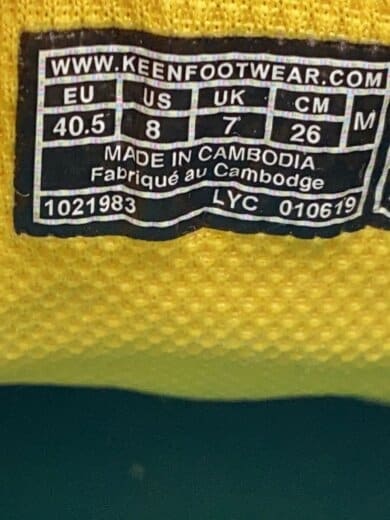 WWW.KEENFOOTWEAR.COM
EU US UK CM
40.5 8 7 26 M
MADE IN CAMBODIA
Fabriqué au Cambodge
1021983 LYC 010619